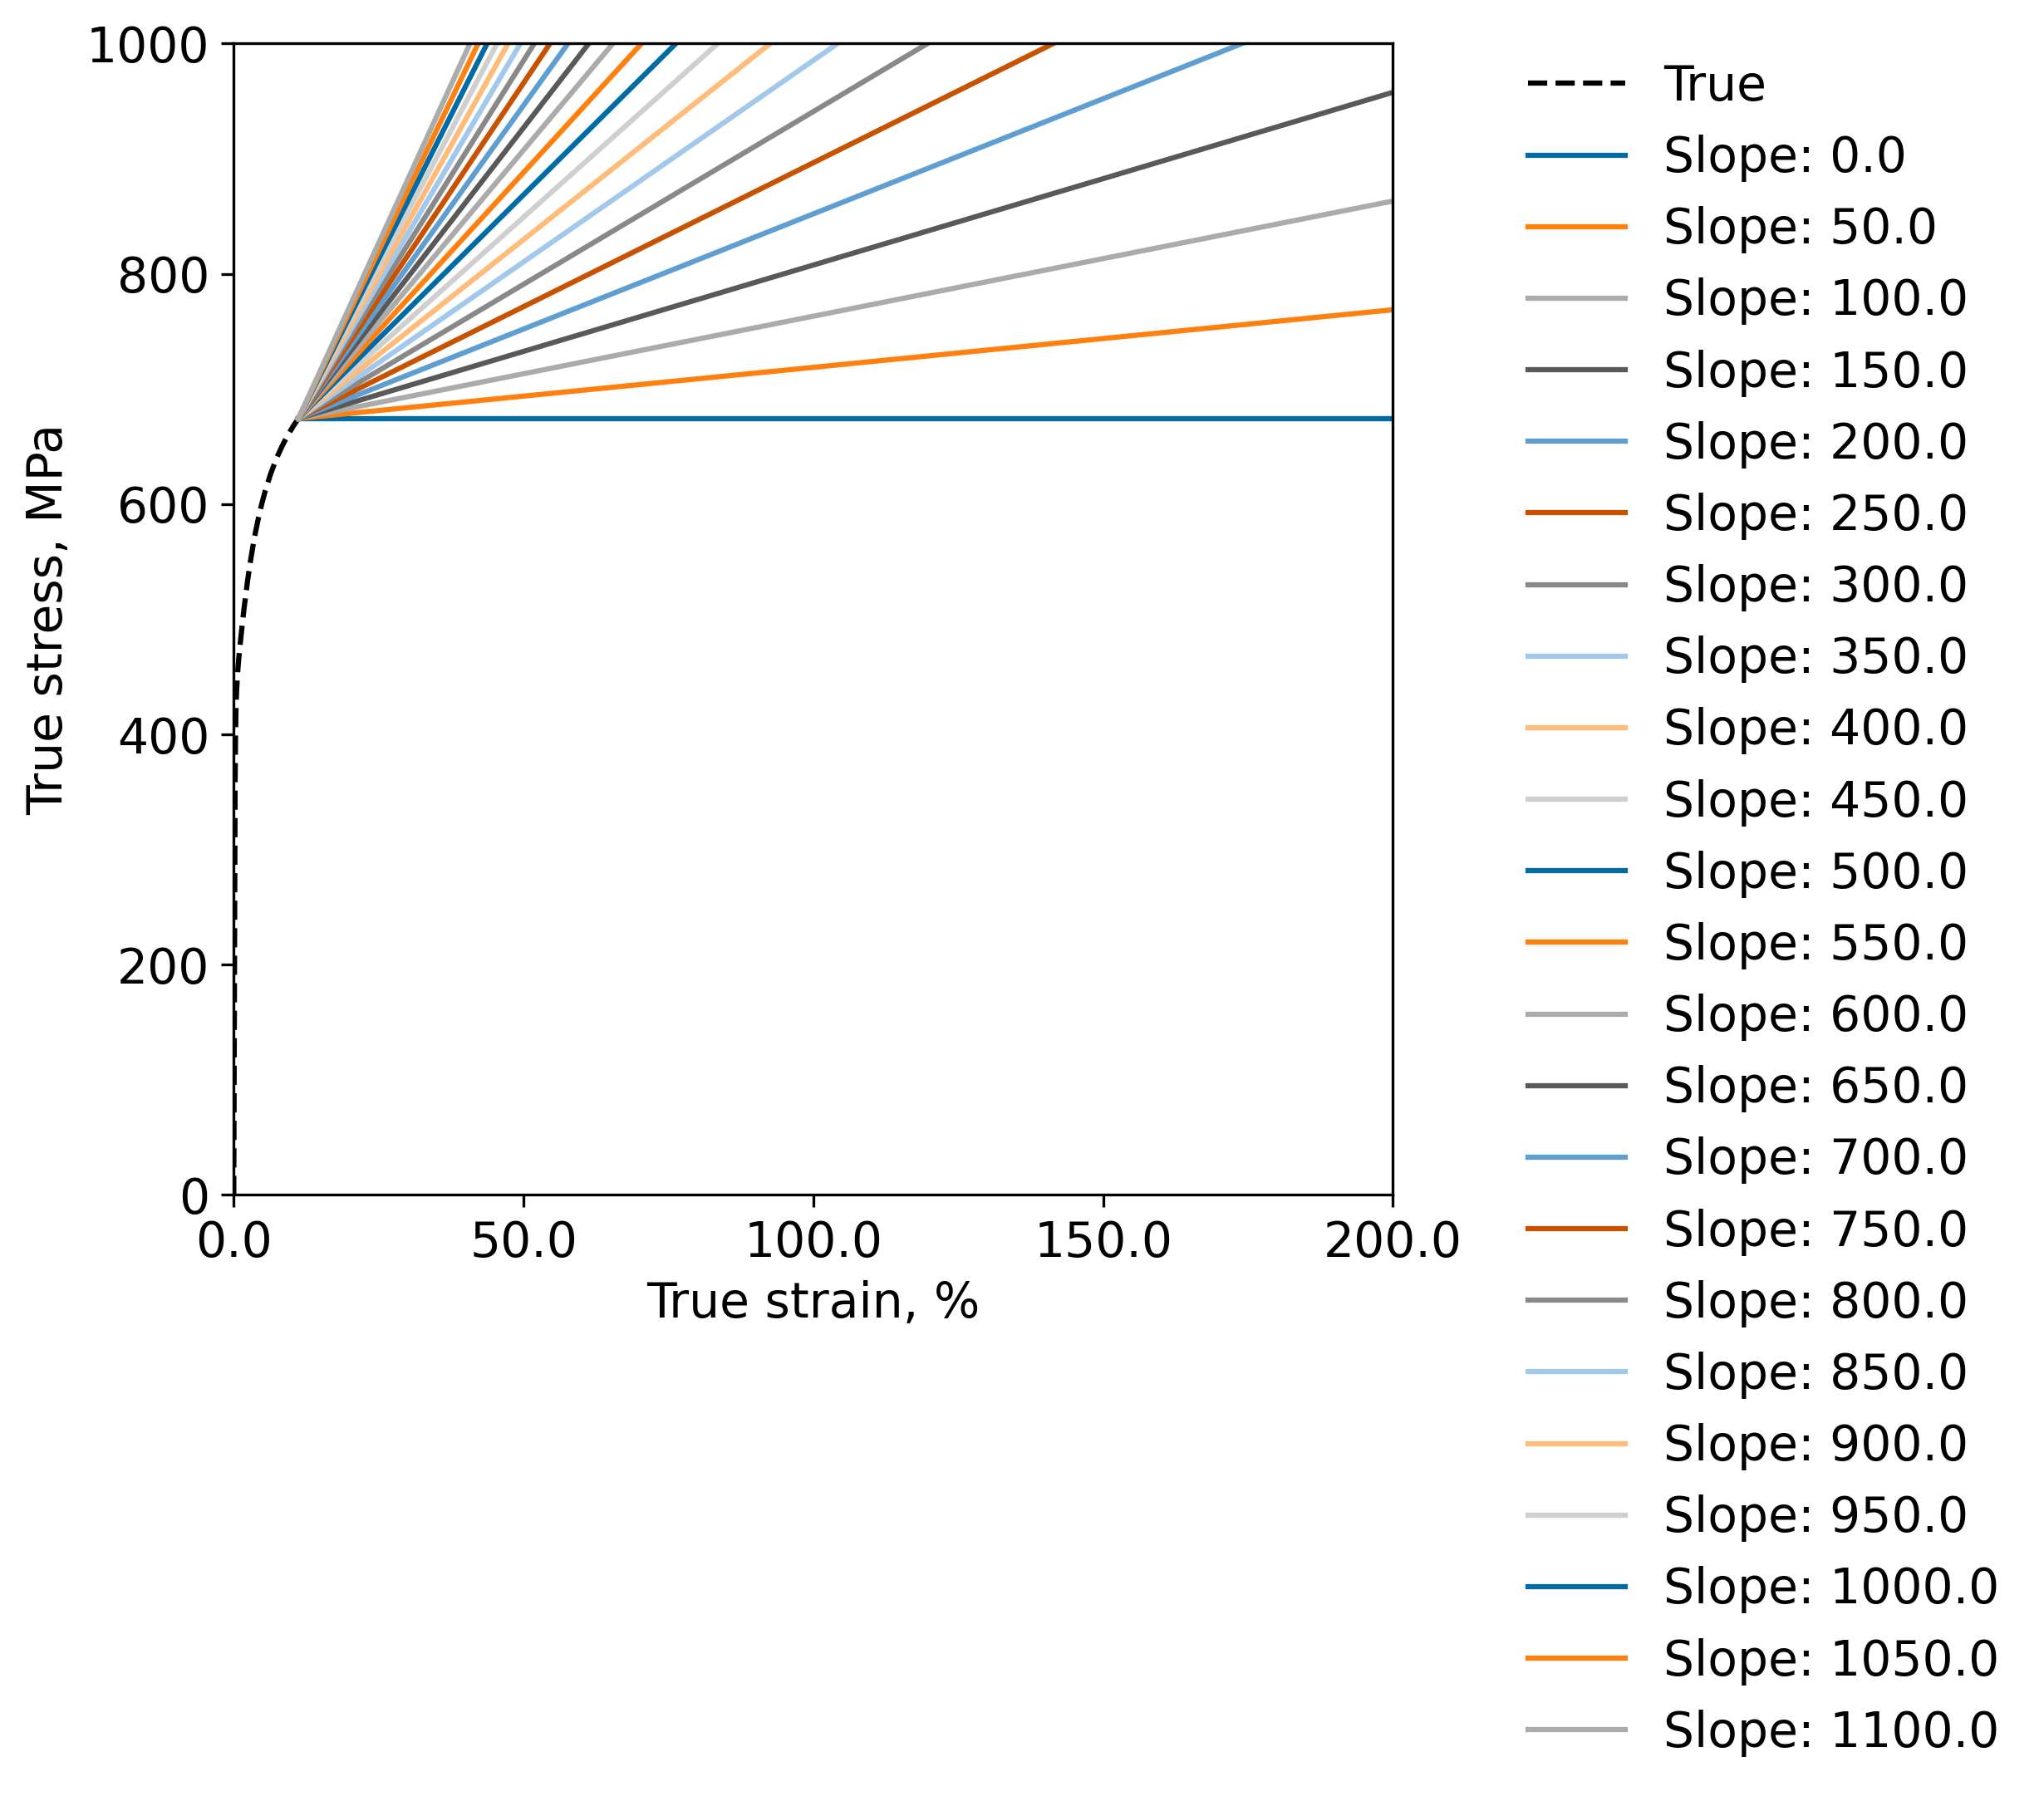 1000
800
600
400
200
0
True stress, MPa
0.0 50.0 100.0 150.0 200.0
True strain, %
True
Slope: 0.0
Slope: 50.0
Slope: 100.0
Slope: 150.0
Slope: 200.0
Slope: 250.0
Slope: 300.0
Slope: 350.0
Slope: 400.0
Slope: 450.0
Slope: 500.0
Slope: 550.0
Slope: 600.0
Slope: 650.0
Slope: 700.0
Slope: 750.0
Slope: 800.0
Slope: 850.0
Slope: 900.0
Slope: 950.0
Slope: 1000.0
Slope: 1050.0
Slope: 1100.0